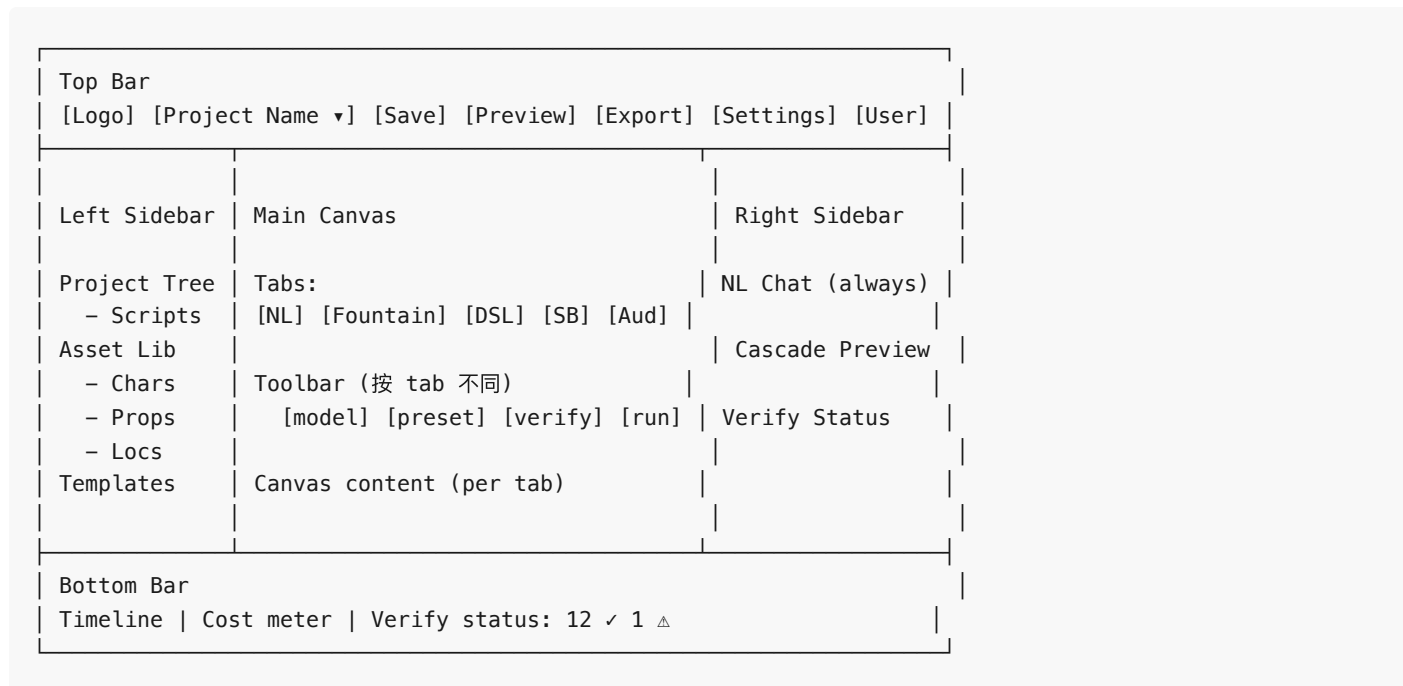 Top Bar
[Logo] [Project Name ▾] [Save] [Preview] [Export] [Settings] [User]
Left Sidebar Main Canvas Right Sidebar
Project Tree Tabs: NL Chat (always)
– Scripts [NL] [Fountain] [DSL] [SB] [Aud]
Asset Lib Cascade Preview
– Chars Toolbar (按 tab 不同)
– Props [model] [preset] [verify] [run] Verify Status
– Locs
Templates Canvas content (per tab)
Bottom Bar
Timeline | Cost meter | Verify status: 12 ✓ 1 ⚠